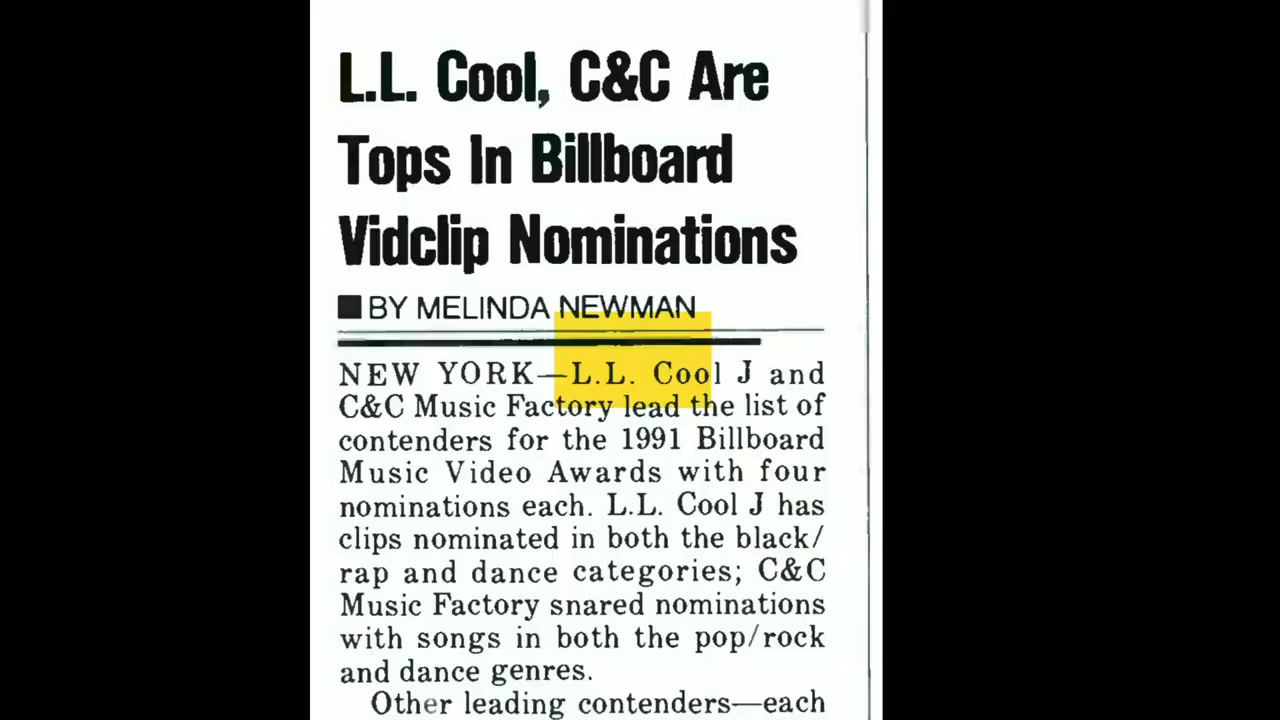 L.L. Cool, C&C Are
Tops In Billboard
Vidclip Nominations
■ BY MELINDA NEWMAN
NEW YORK—L.L. Cool J and
C&C Music Factory lead the list of
contenders for the 1991 Billboard
Music Video Awards with four
nominations each. L.L. Cool J has
clips nominated in both the black/
rap and dance categories; C&C
Music Factory snared nominations
with songs in both the pop/rock
and dance genres.
Other leading contenders—each